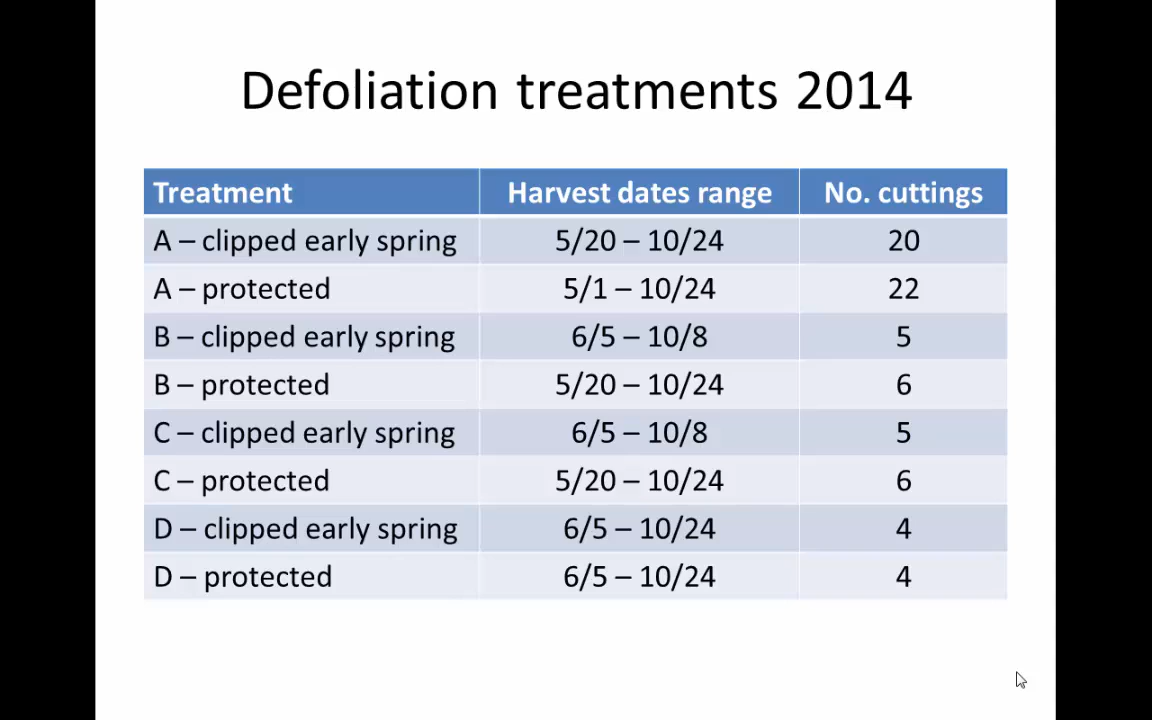 Defoliation treatments 2014
Treatment Harvest dates range No. cuttings
A – clipped early spring 5/20 – 10/24 20
A – protected 5/1 – 10/24 22
B – clipped early spring 6/5 – 10/8 5
B – protected 5/20 – 10/24 6
C – clipped early spring 6/5 – 10/8 5
C – protected 5/20 – 10/24 6
D – clipped early spring 6/5 – 10/24 4
D – protected 6/5 – 10/24 4